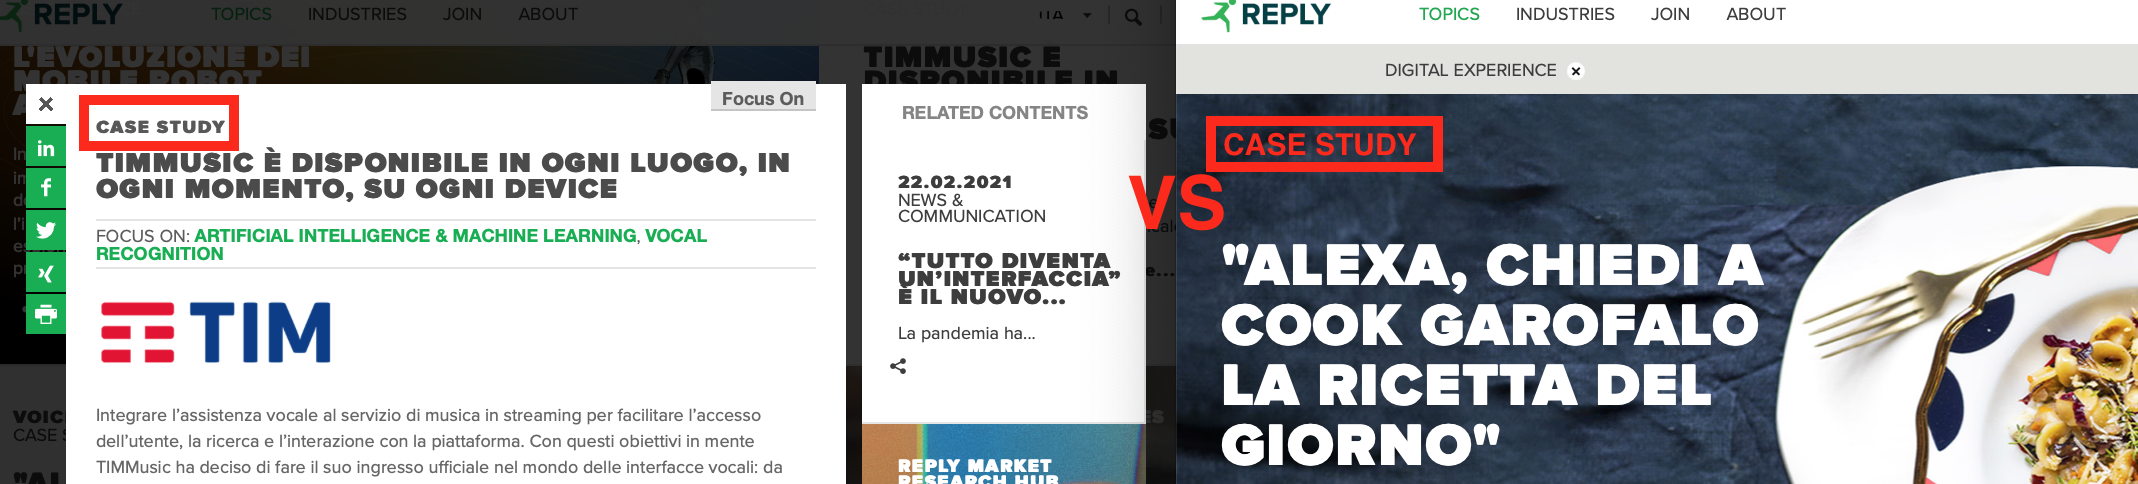 REPLY
TOPICS
INDUSTRIES
JOIN
ABOUT
L'EVOLUZIONE DEI
MOBILE ROBOT
TIMMUSIC È
DISPONIBILE IN
Focus On
CASE STUDY
TIMMUSIC È DISPONIBILE IN OGNI LUOGO, IN
OGNI MOMENTO, SU OGNI DEVICE
FOCUS ON: ARTIFICIAL INTELLIGENCE & MACHINE LEARNING, VOCAL
RECOGNITION
TIM
Integrare l'assistenza vocale al servizio di musica in streaming per facilitare l'accesso
dell'utente, la ricerca e l'interazione con la piattaforma. Con questi obiettivi in mente
TIMMusic ha deciso di fare il suo ingresso ufficiale nel mondo delle interfacce vocali: da
RELATED CONTENTS
22.02.2021
NEWS &
COMMUNICATION
“TUTTO DIVENTA
UN’INTERFACCIA”
È IL NUOVO...
La pandemia ha...
REPLY MARKET
RESEARCH HUB
VS
REPLY
TOPICS
INDUSTRIES
JOIN
ABOUT
DIGITAL EXPERIENCE
CASE STUDY
"ALEXA, CHIEDI A
COOK GAROFALO
LA RICETTA DEL
GIORNO"